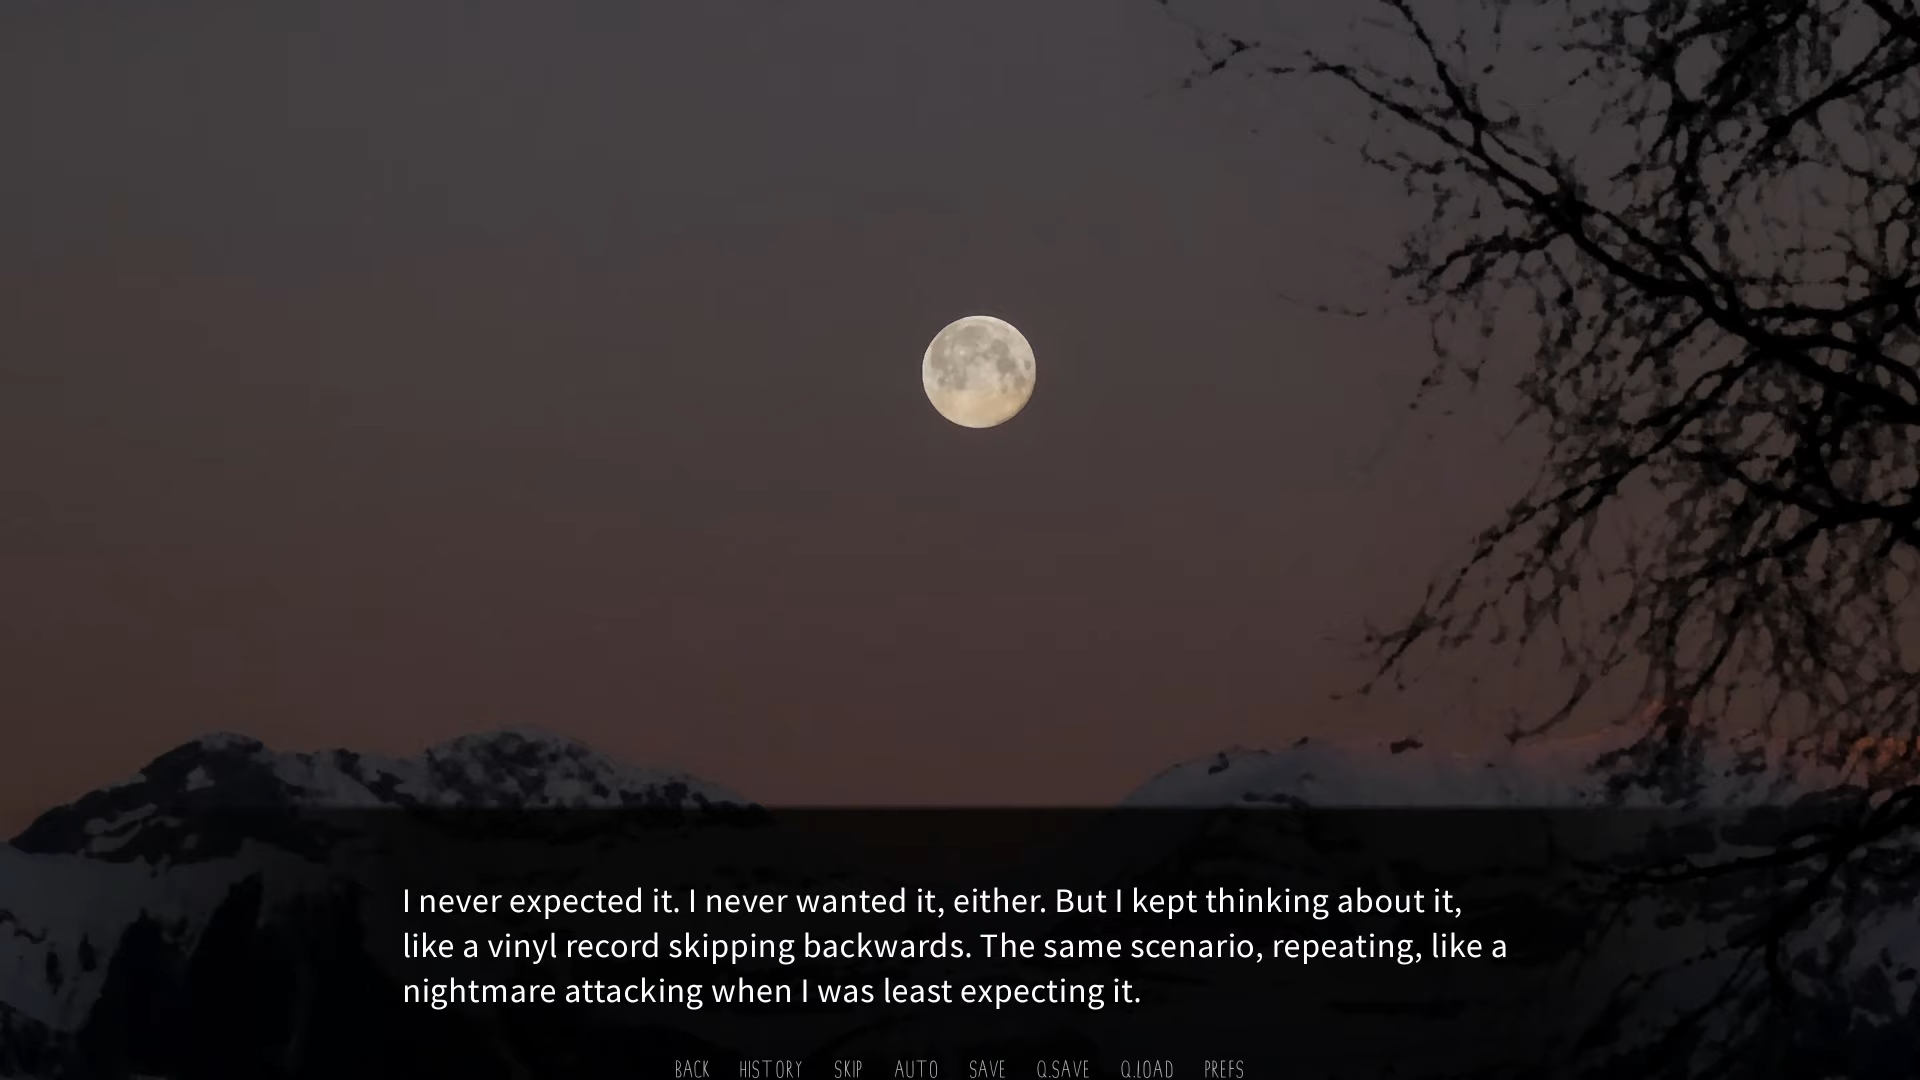 I never expected it. I never wanted it, either. But I kept thinking about it,
like a vinyl record skipping backwards. The same scenario, repeating, like a
nightmare attacking when I was least expecting it.
BACK HISTORY SKIP AUTO SAVE Q.SAVE Q.LOAD PREFS